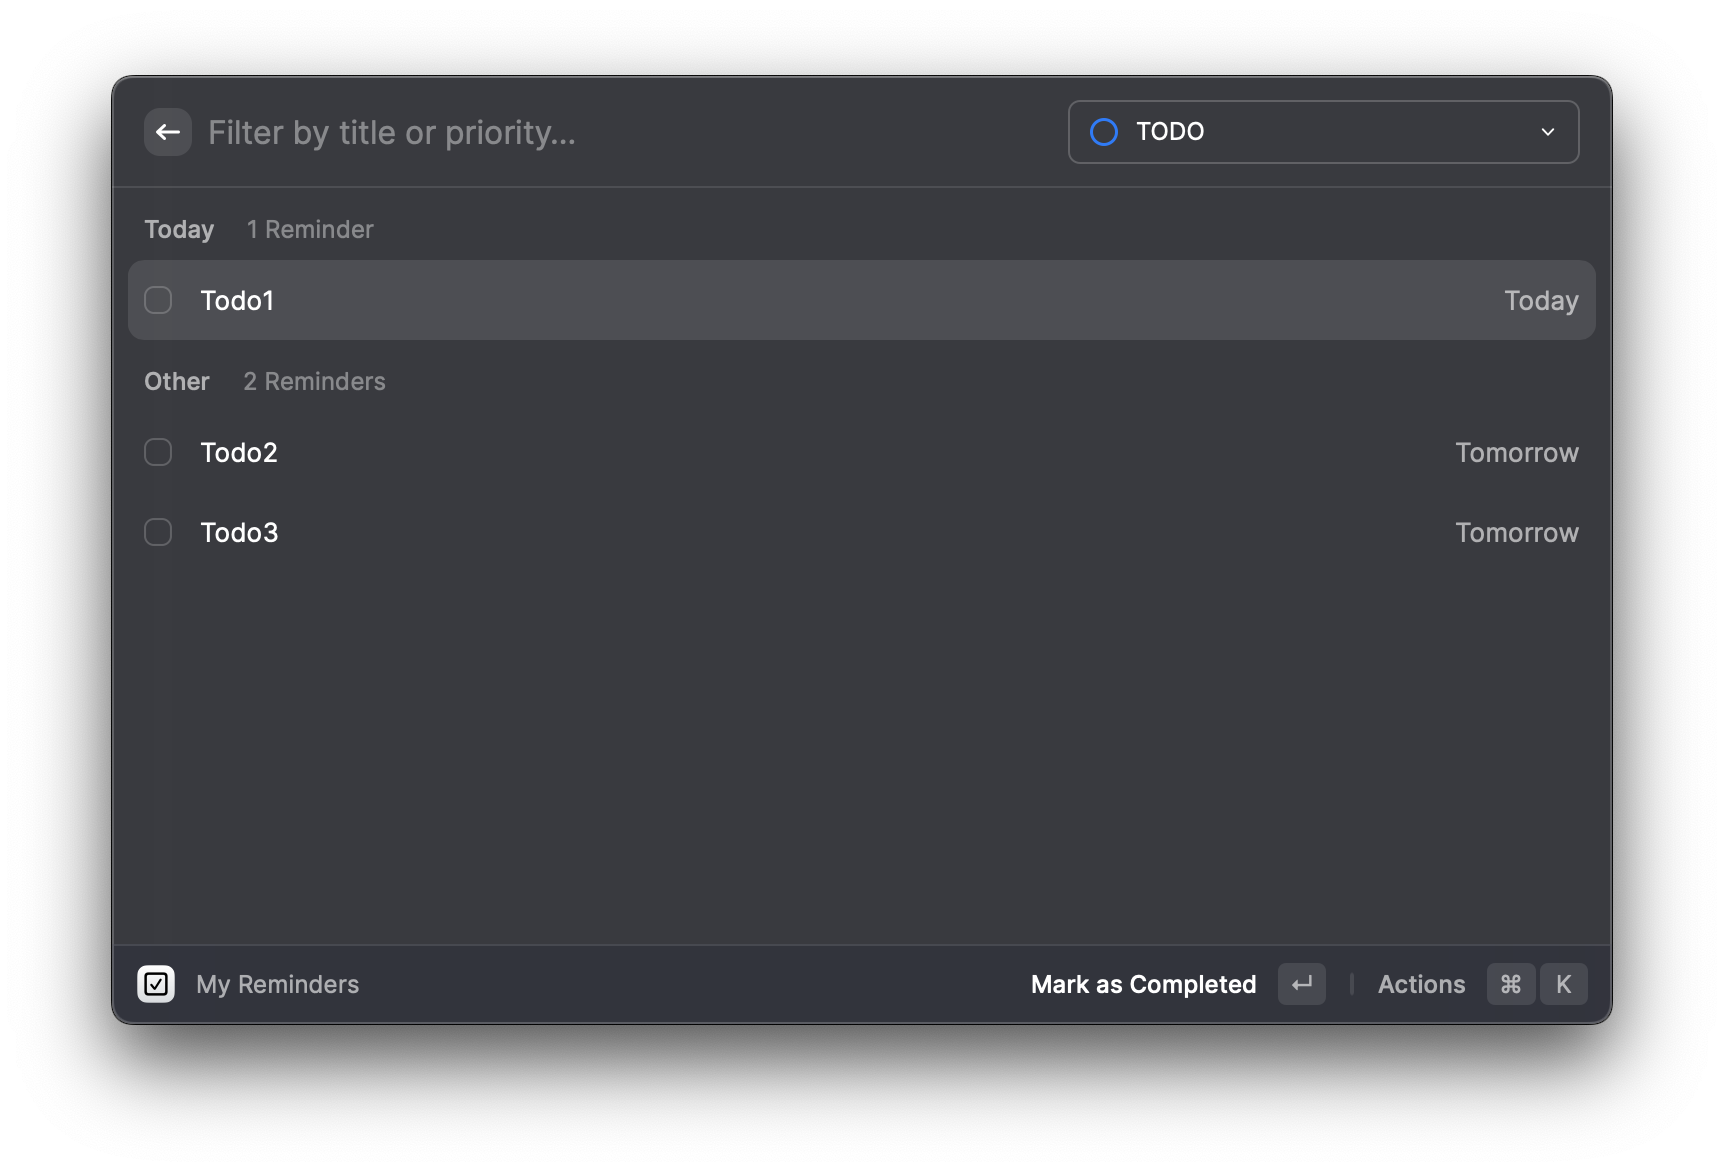 Filter by title or priority...
TODO
Today 1 Reminder
Todo1 Today
Other 2 Reminders
Todo2 Tomorrow
Todo3 Tomorrow
My Reminders Mark as Completed ↵ Actions ⌘ K